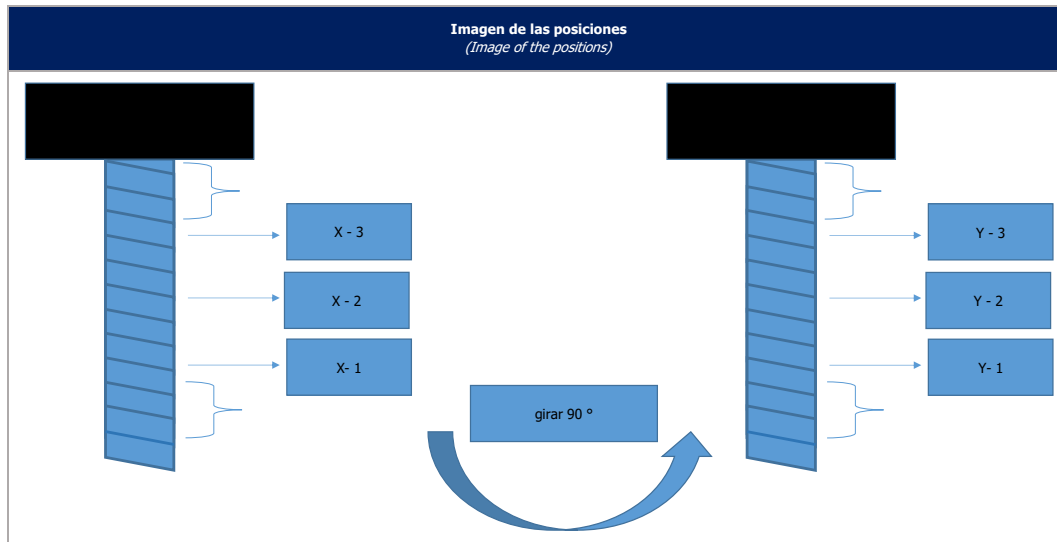 Imagen de las posiciones
(Image of the positions)
X - 3
X - 2
X- 1
girar 90 °
Y - 3
Y - 2
Y- 1